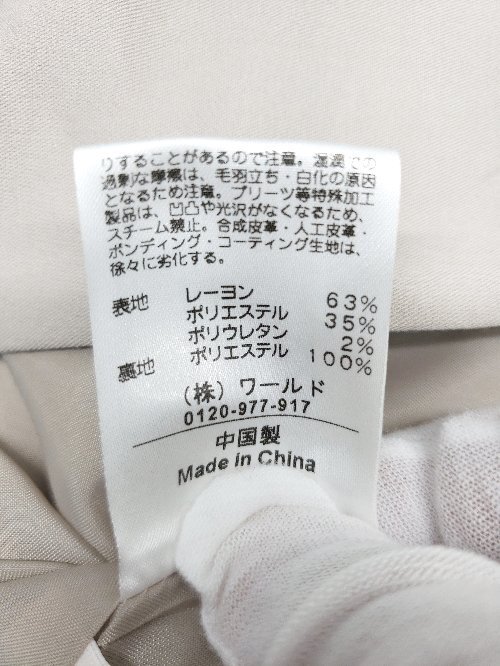 りすることがあるので注意。湿潤での
過剰な摩擦は、毛羽立ち・白化の原因
となるため注意。プリーツ等特殊加工
製品は、凹凸や光沢がなくなるため、
スチーム禁止。合成皮革・人工皮革・
ボンディング・コーティング生地は、
徐々に劣化する。
表地 レーヨン 63%
ポリエステル 35%
ポリウレタン 2%
裏地 ポリエステル 100%
(株) ワールド
0120-977-917
中国製
Made in China